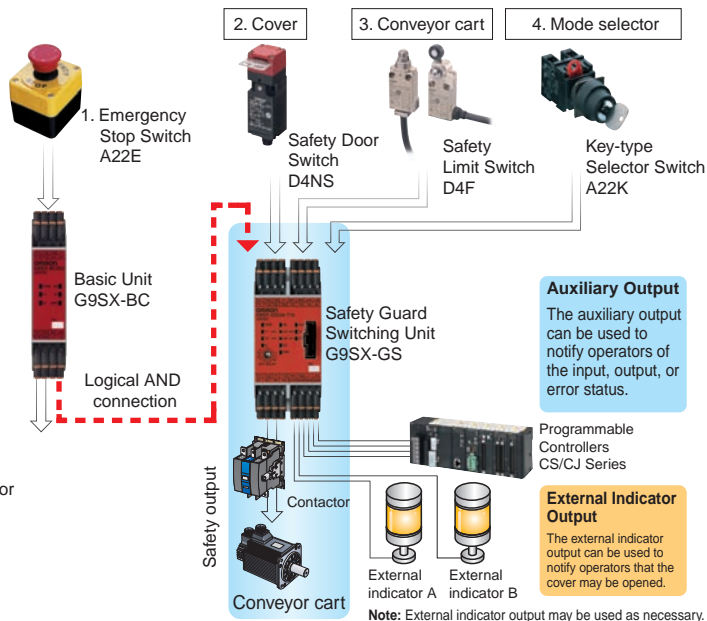 2. Cover
3. Conveyor cart
4. Mode selector
1. Emergency
Stop Switch
A22E
Safety Door
Switch
D4NS
Safety
Limit Switch
D4F
Key-type
Selector Switch
A22K
Basic Unit
G9SX-BC
Logical AND
connection
Safety Guard
Switching Unit
G9SX-GS
Auxiliary Output
The auxiliary output
can be used to
notify operators of
the input, output, or
error status.
Programmable
Controllers
CS/CJ Series
or
Safety output
Contactor
Conveyor cart
External
indicator A
External
indicator B
External Indicator
Output
The external indicator
output can be used to
notify operators that the
cover may be opened.
Note: External indicator output may be used as necessary.